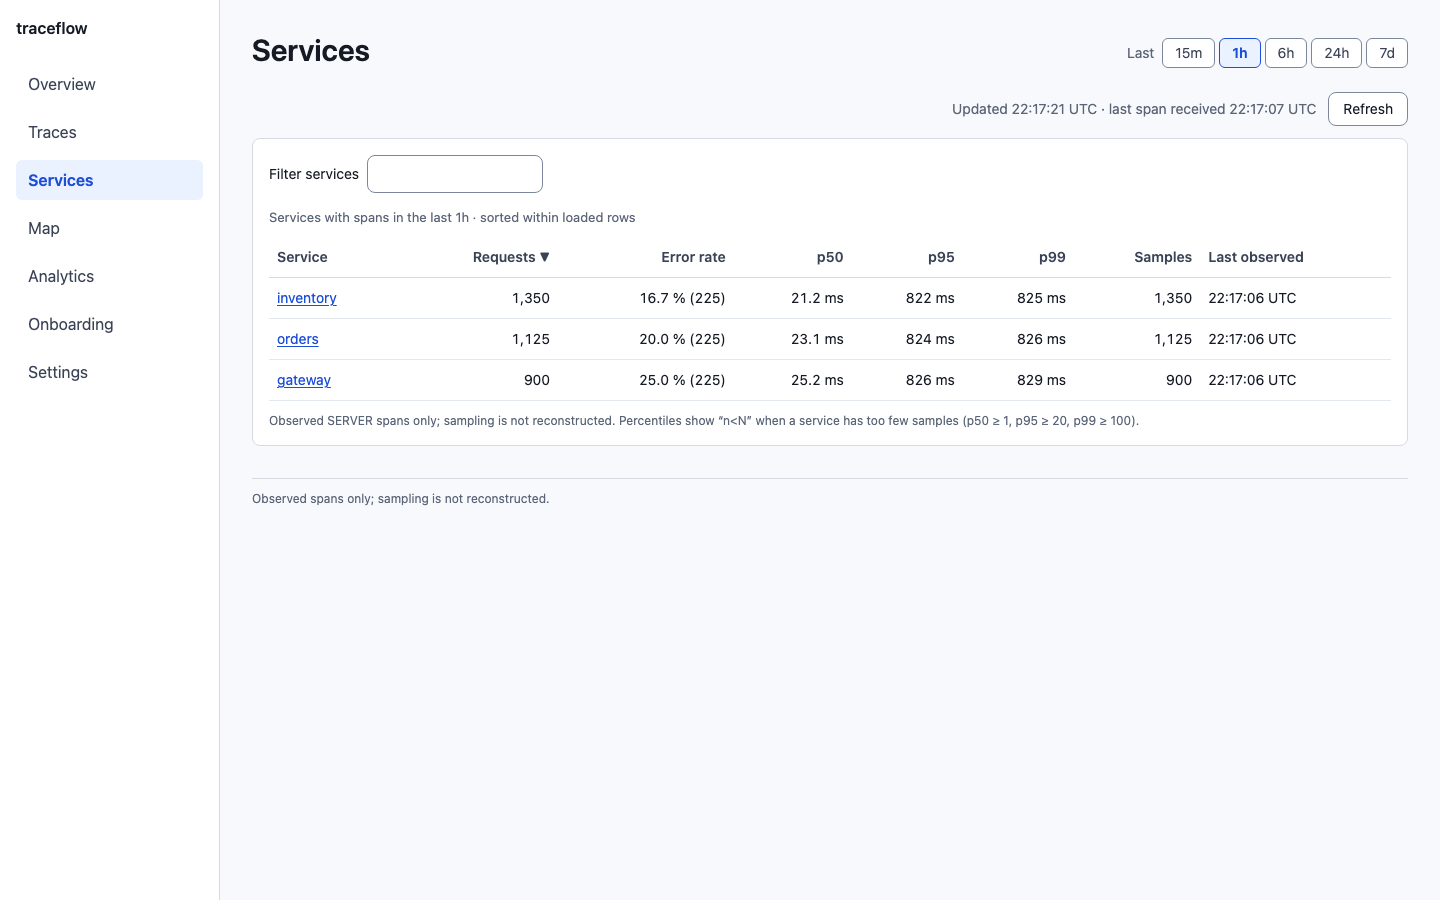 traceflow
Overview
Traces
Services
Map
Analytics
Onboarding
Settings
Services
Last 15m 1h 6h 24h 7d
Updated 22:17:21 UTC · last span received 22:17:07 UTC Refresh
Filter services
Services with spans in the last 1h · sorted within loaded rows
Service Requests ▼ Error rate p50 p95 p99 Samples Last observed
inventory 1,350 16.7 % (225) 21.2 ms 822 ms 825 ms 1,350 22:17:06 UTC
orders 1,125 20.0 % (225) 23.1 ms 824 ms 826 ms 1,125 22:17:06 UTC
gateway 900 25.0 % (225) 25.2 ms 826 ms 829 ms 900 22:17:06 UTC
Observed SERVER spans only; sampling is not reconstructed. Percentiles show “n<N” when a service has too few samples (p50 ≥ 1, p95 ≥ 20, p99 ≥ 100).
Observed spans only; sampling is not reconstructed.